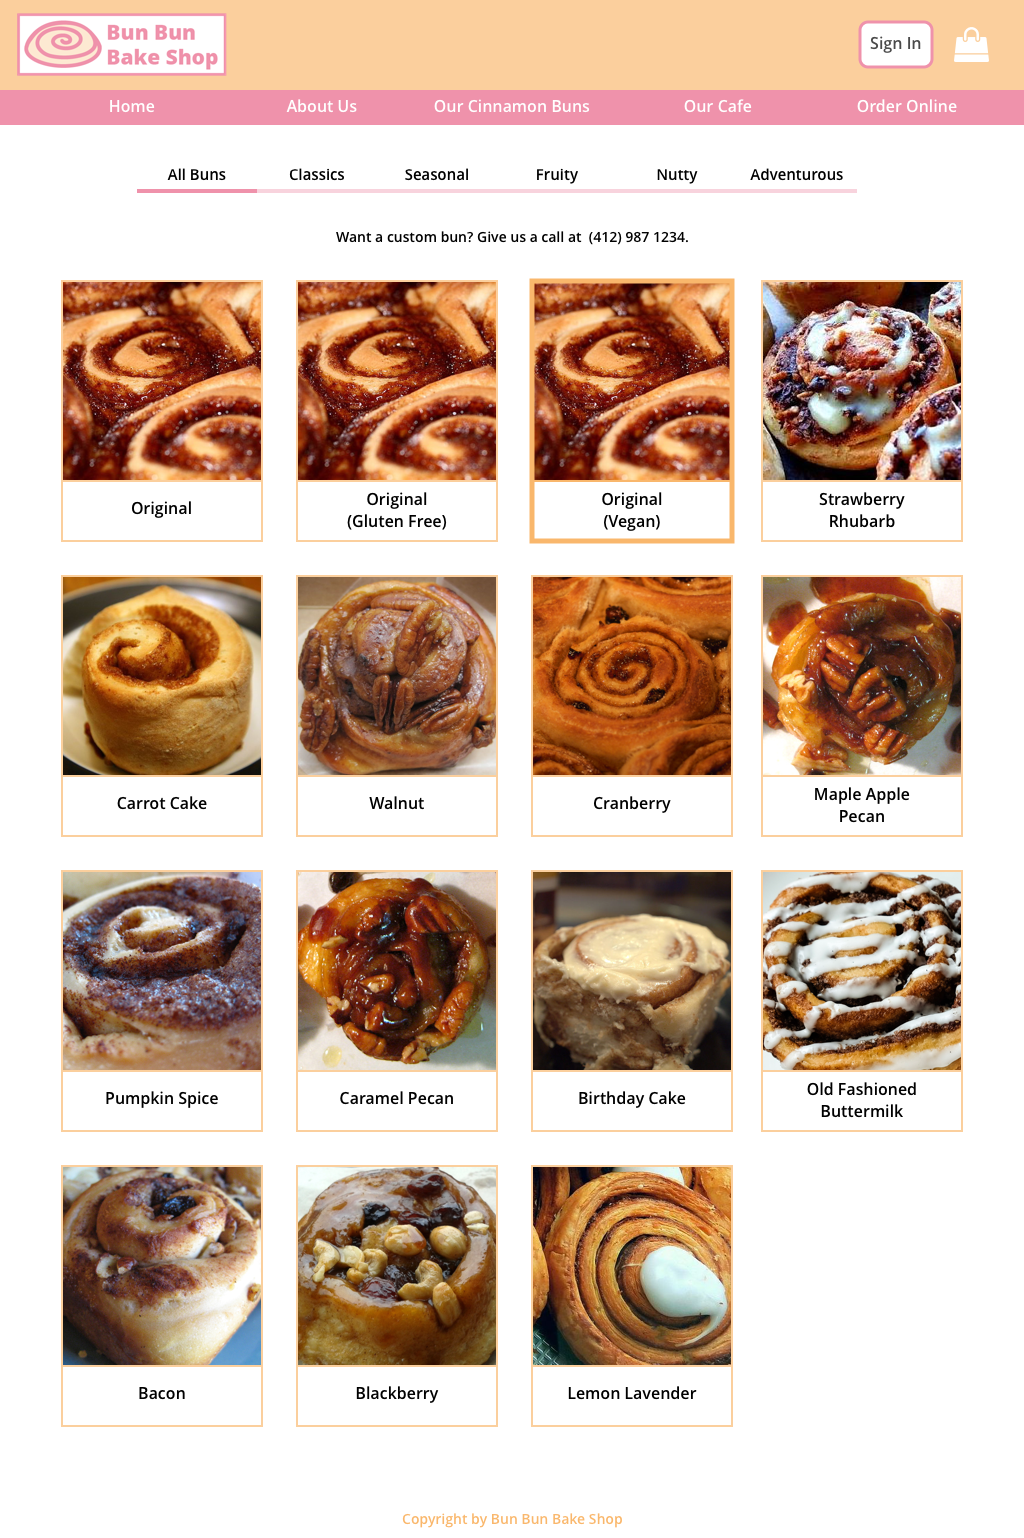 Bun Bun
Bake Shop
Sign In
Home
About Us
Our Cinnamon Buns
Our Cafe
Order Online
All Buns
Classics
Seasonal
Fruity
Nutty
Adventurous
Want a custom bun? Give us a call at (412) 987 1234.
Original
Original
(Gluten Free)
Original
(Vegan)
Strawberry
Rhubarb
Carrot Cake
Walnut
Cranberry
Maple Apple
Pecan
Pumpkin Spice
Caramel Pecan
Birthday Cake
Old Fashioned
Buttermilk
Bacon
Blackberry
Lemon Lavender
Copyright by Bun Bun Bake Shop